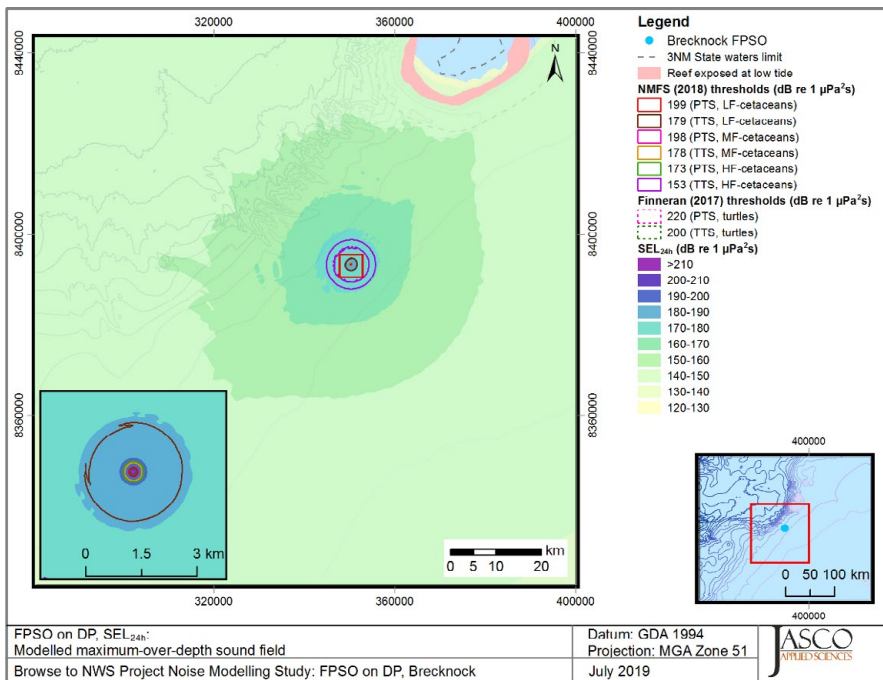 320000
360000
400000
8440000
8400000
8360000
N
0
1.5
3 km
0
5
10
20
km
320000
360000
400000
Legend
Brecknock FPSO
3NM State waters limit
Reef exposed at low tide
NMFS (2018) thresholds (dB re 1 µPa²s)
199 (PTS, LF-cetaceans)
179 (TTS, LF-cetaceans)
198 (PTS, MF-cetaceans)
178 (TTS, MF-cetaceans)
173 (PTS, HF-cetaceans)
153 (TTS, HF-cetaceans)
Finneran (2017) thresholds (dB re 1 µPa²s)
220 (PTS, turtles)
200 (TTS, turtles)
SEL24h (dB re 1 µPa²s)
>210
200-210
190-200
180-190
170-180
160-170
150-160
140-150
130-140
120-130
400000
0 50 100 km
400000
FPSO on DP, SEL24h:
Modelled maximum-over-depth sound field
Browse to NWS Project Noise Modelling Study: FPSO on DP, Brecknock
Datum: GDA 1994
Projection: MGA Zone 51
July 2019
JASCO
APPLIED SCIENCES